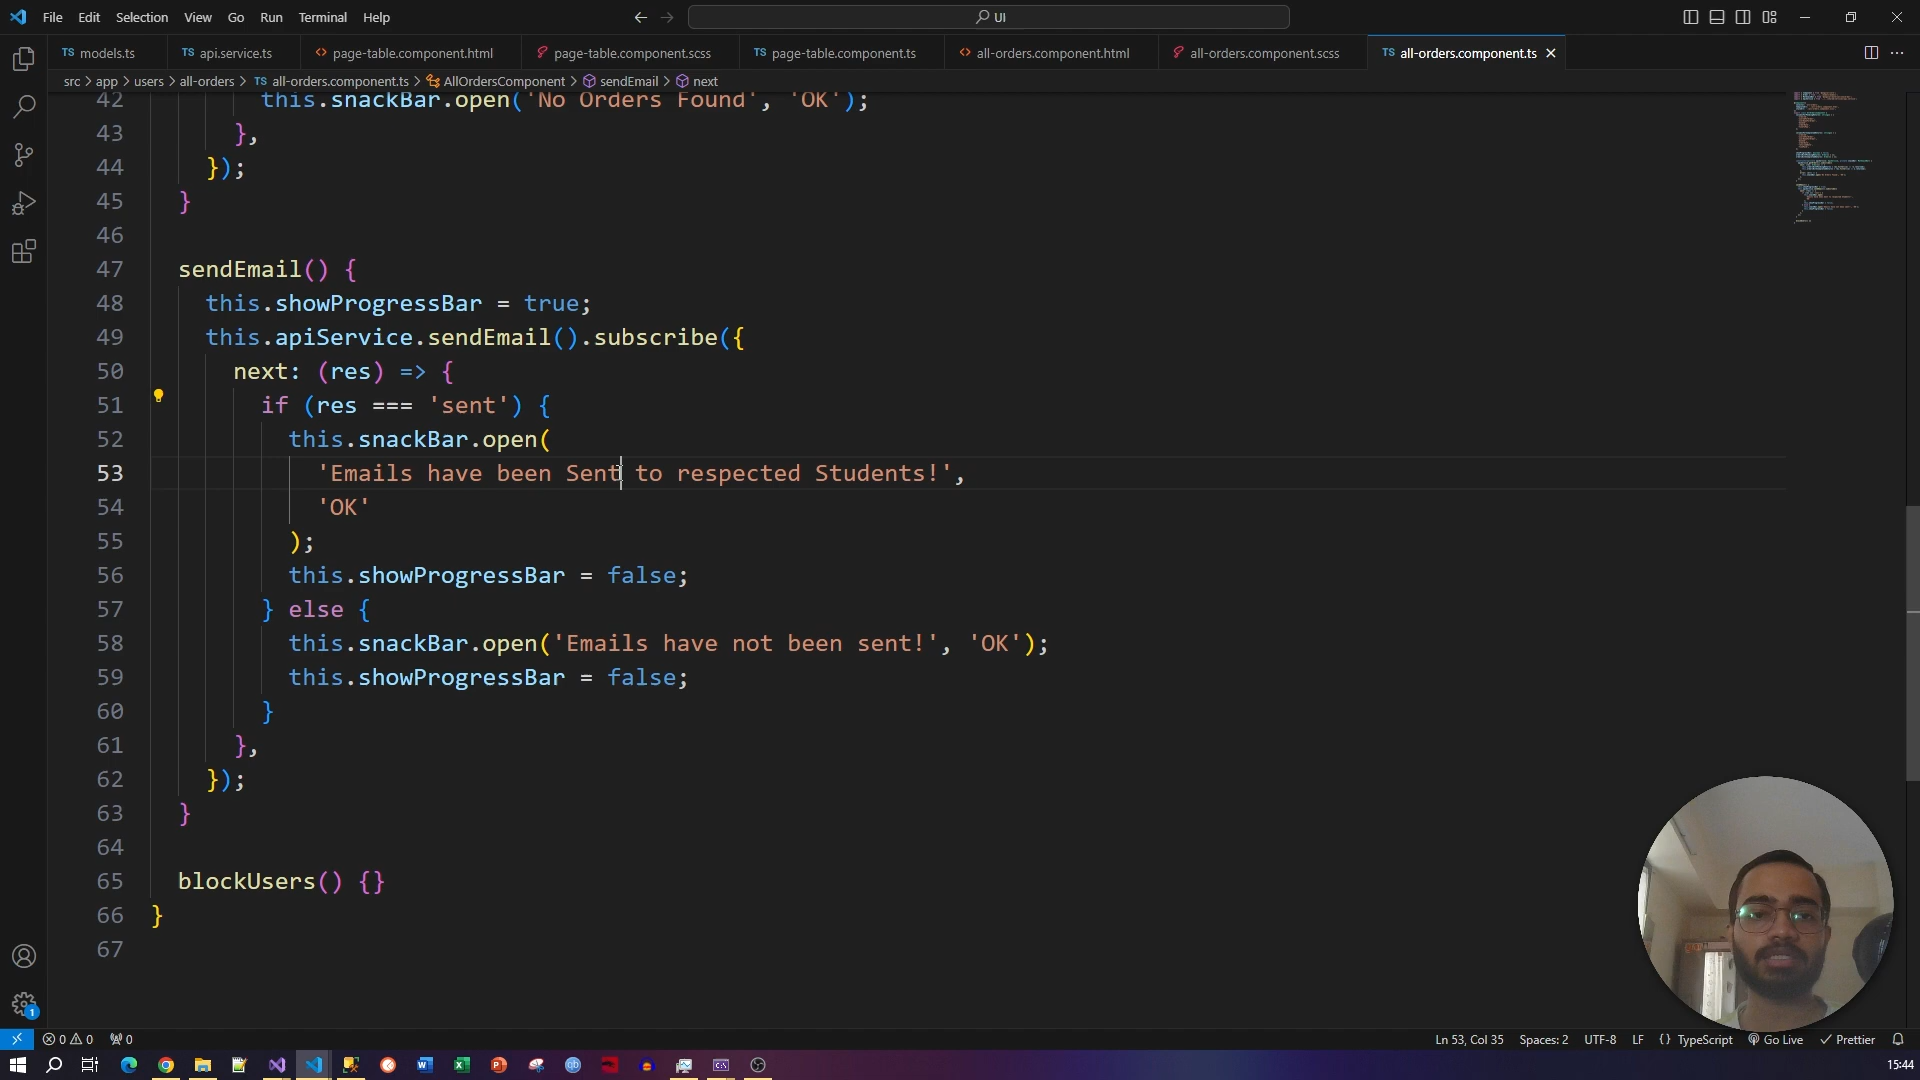 File Edit Selection View Go Run Terminal Help
UI
TS models.ts TS api.service.ts page-table.component.html page-table.component.scss TS page-table.component.ts all-orders.component.html all-orders.component.scss TS all-orders.component.ts
src > app > users > all-orders > TS all-orders.component.ts > AllOrdersComponent > sendEmail > next
42 this.snackBar.open('No Orders Found', 'OK');
43 },
44 });
45 }
46
47 sendEmail() {
48 this.showProgressBar = true;
49 this.apiService.sendEmail().subscribe({
50 next: (res) => {
51 if (res === 'sent') {
52 this.snackBar.open(
53 'Emails have been Sent to respected Students!',
54 'OK'
55 );
56 this.showProgressBar = false;
57 } else {
58 this.snackBar.open('Emails have not been sent!', 'OK');
59 this.showProgressBar = false;
60 }
61 },
62 });
63 }
64
65 blockUsers() {}
66 }
67
1
0 0 0 Ln 53, Col 35 Spaces: 2 UTF-8 LF {} TypeScript Go Live Prettier
15:44